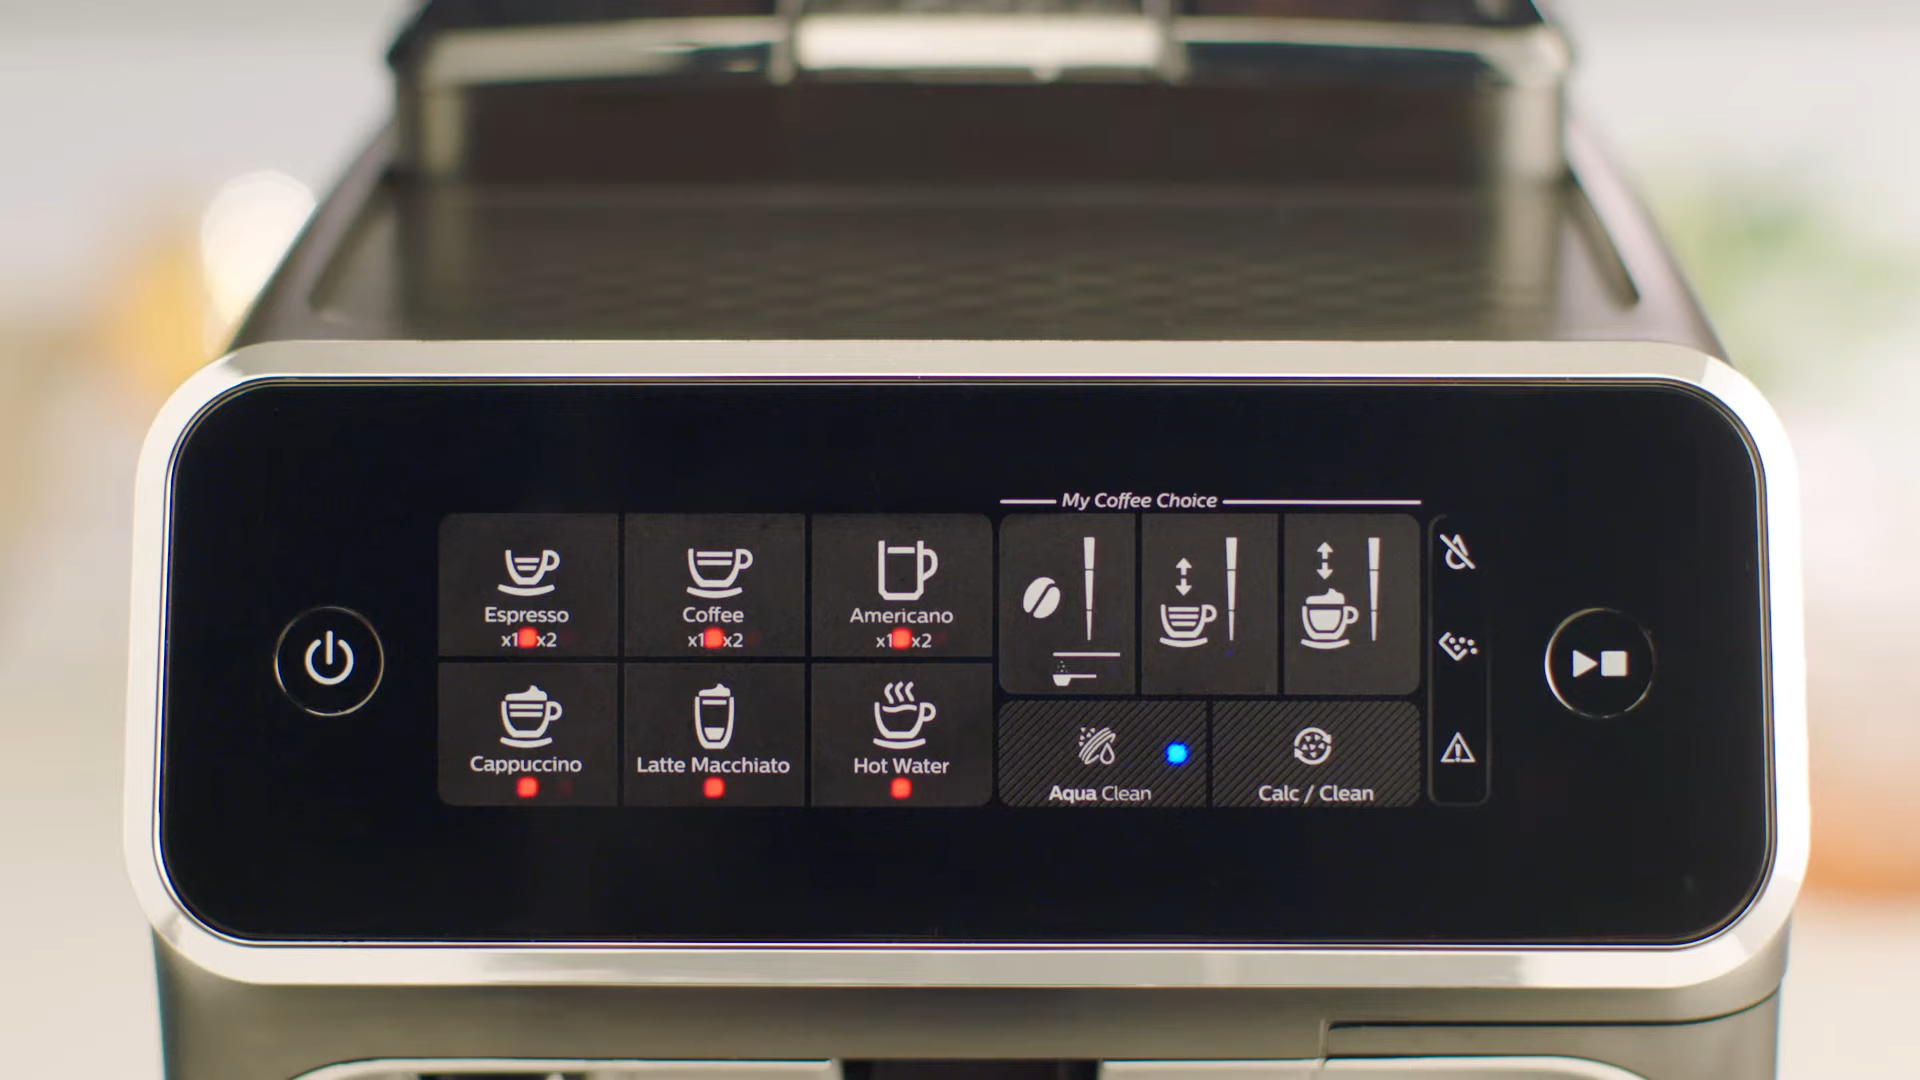 My Coffee Choice
Espresso
x1 x2
Coffee
x1 x2
Americano
x1 x2
Cappuccino
Latte Macchiato
Hot Water
Aqua Clean
Calc / Clean